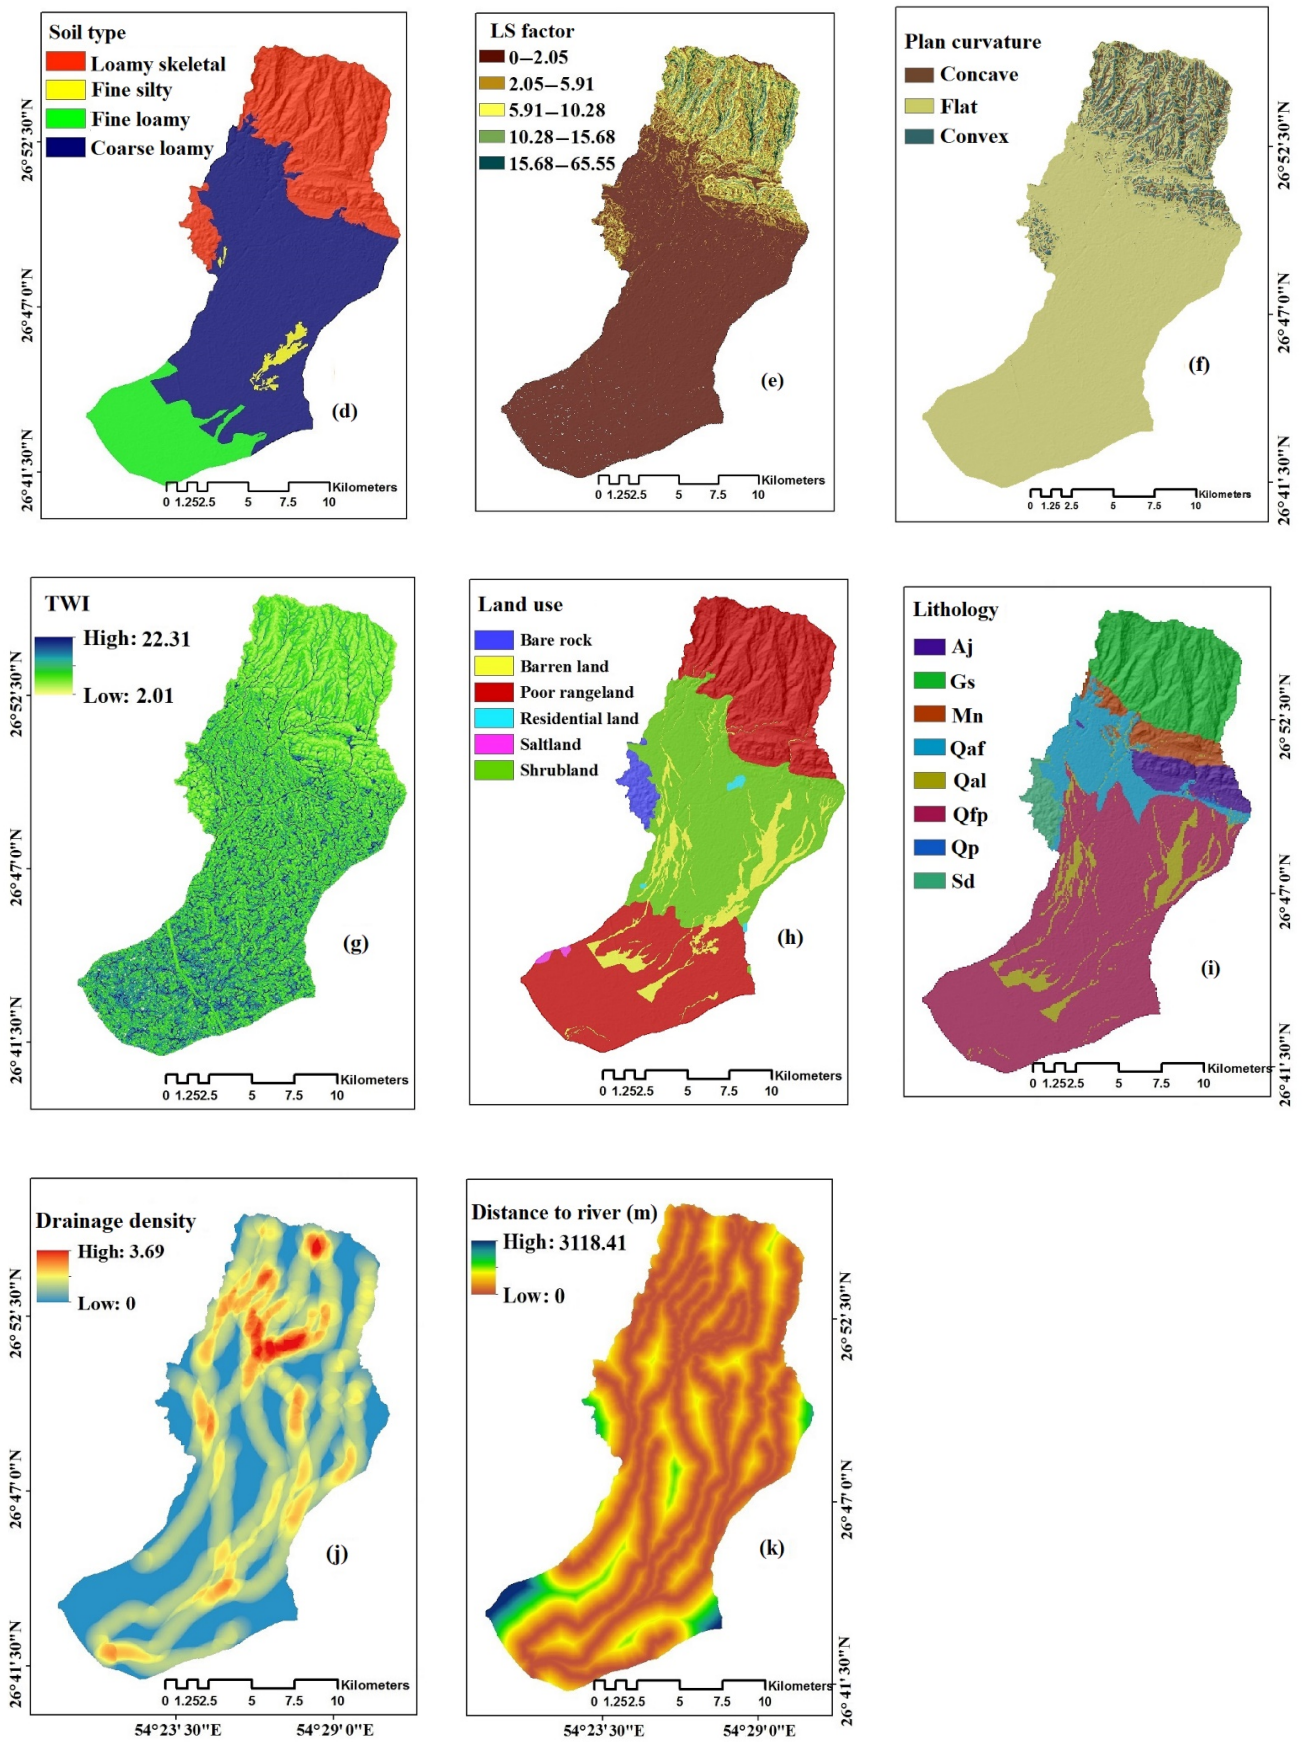 Soil type
Loamy skeletal
Fine silty
Fine loamy
Coarse loamy
26°52'30"N
26°47'0"N
26°41'30"N
(d)
Kilometers
0 1.252.5 5 7.5 10
LS factor
0–2.05
2.05–5.91
5.91–10.28
10.28–15.68
15.68–65.55
(e)
Kilometers
0 1.252.5 5 7.5 10
Plan curvature
Concave
Flat
Convex
26°52'30"N
26°47'0"N
26°41'30"N
(f)
Kilometers
0 1.25 2.5 5 7.5 10
TWI
High: 22.31
Low: 2.01
26°52'30"N
26°47'0"N
26°41'30"N
(g)
Kilometers
0 1.252.5 5 7.5 10
Land use
Bare rock
Barren land
Poor rangeland
Residential land
Saltland
Shrubland
(h)
Kilometers
0 1.252.5 5 7.5 10
Lithology
Aj
Gs
Mn
Qaf
Qal
Qfp
Qp
Sd
26°52'30"N
26°47'0"N
26°41'30"N
(i)
Kilometers
0 1.252.5 5 7.5 10
Drainage density
High: 3.69
Low: 0
26°52'30"N
26°47'0"N
26°41'30"N
(j)
Kilometers
0 1.252.5 5 7.5 10
54°23'30"E 54°29'0"E
Distance to river (m)
High: 3118.41
Low: 0
26°52'30"N
26°47'0"N
26°41'30"N
(k)
Kilometers
0 1.252.5 5 7.5 10
54°23'30"E 54°29'0"E